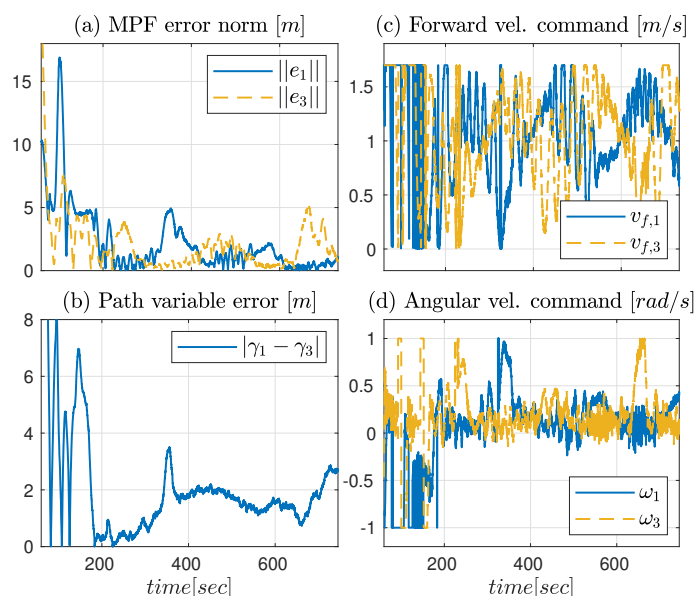 (a) MPF error norm [m]
15
10
5
0
||e₁||
||e₃||
(c) Forward vel. command [m/s]
1.5
1
0.5
0
v_{f,1}
v_{f,3}
(b) Path variable error [m]
8
6
4
2
0
|γ₁ − γ₃|
200 400 600
time[sec]
(d) Angular vel. command [rad/s]
1
0.5
0
-0.5
-1
ω₁
ω₃
200 400 600
time[sec]